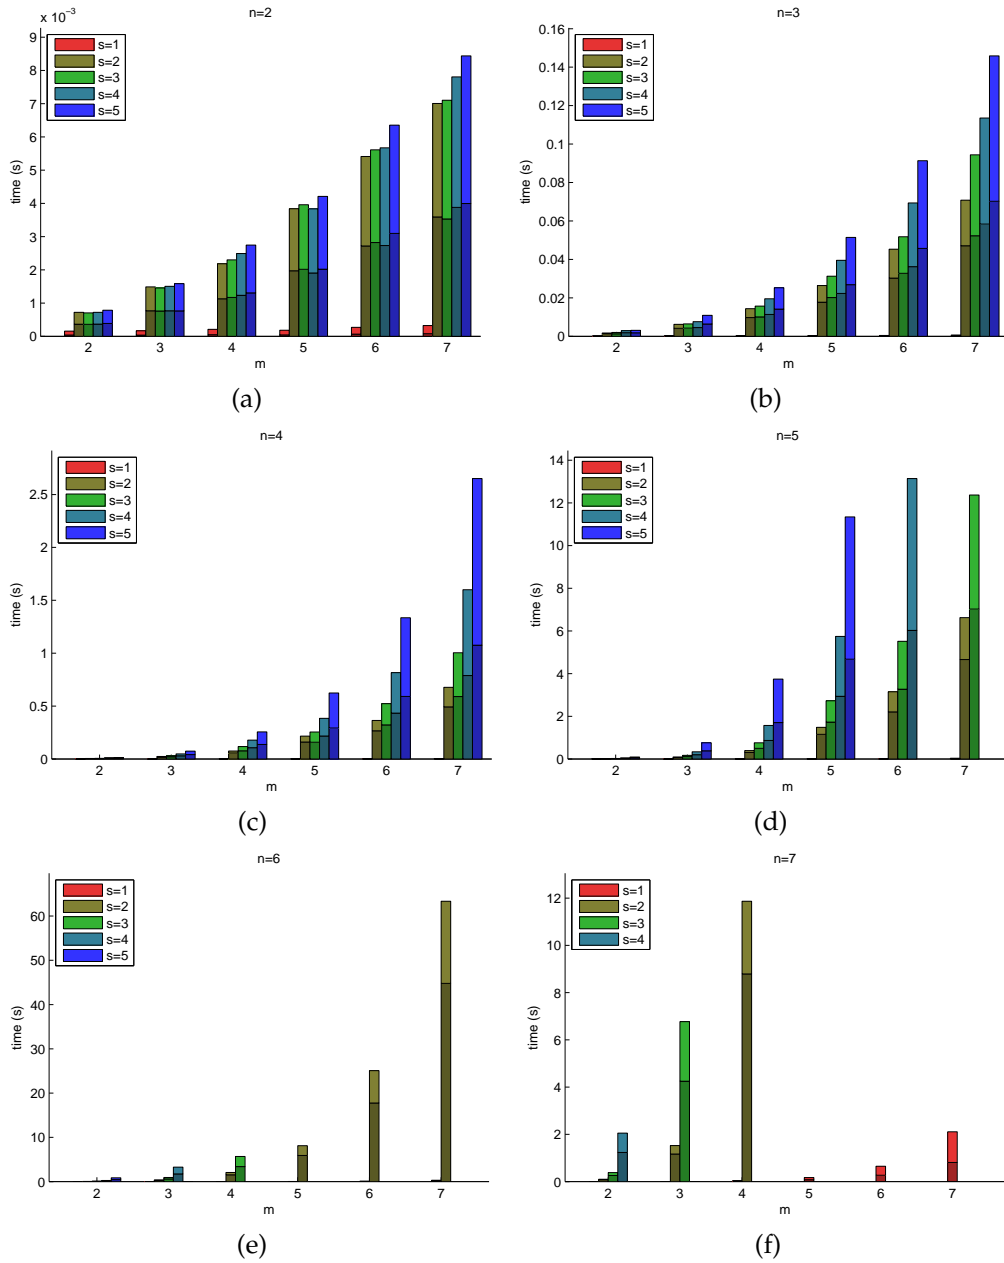 x 10⁻³
n=2
s=1
s=2
s=3
s=4
s=5
9
8
7
6
5
4
3
2
1
0
time (s)
2 3 4 5 6 7
m
(a)
n=3
s=1
s=2
s=3
s=4
s=5
0.16
0.14
0.12
0.1
0.08
0.06
0.04
0.02
0
time (s)
2 3 4 5 6 7
m
(b)
n=4
s=1
s=2
s=3
s=4
s=5
2.5
2
1.5
1
0.5
0
time (s)
2 3 4 5 6 7
m
(c)
n=5
s=1
s=2
s=3
s=4
s=5
14
12
10
8
6
4
2
0
time (s)
2 3 4 5 6 7
m
(d)
n=6
s=1
s=2
s=3
s=4
s=5
60
50
40
30
20
10
0
time (s)
2 3 4 5 6 7
m
(e)
n=7
s=1
s=2
s=3
s=4
12
10
8
6
4
2
0
time (s)
2 3 4 5 6 7
m
(f)